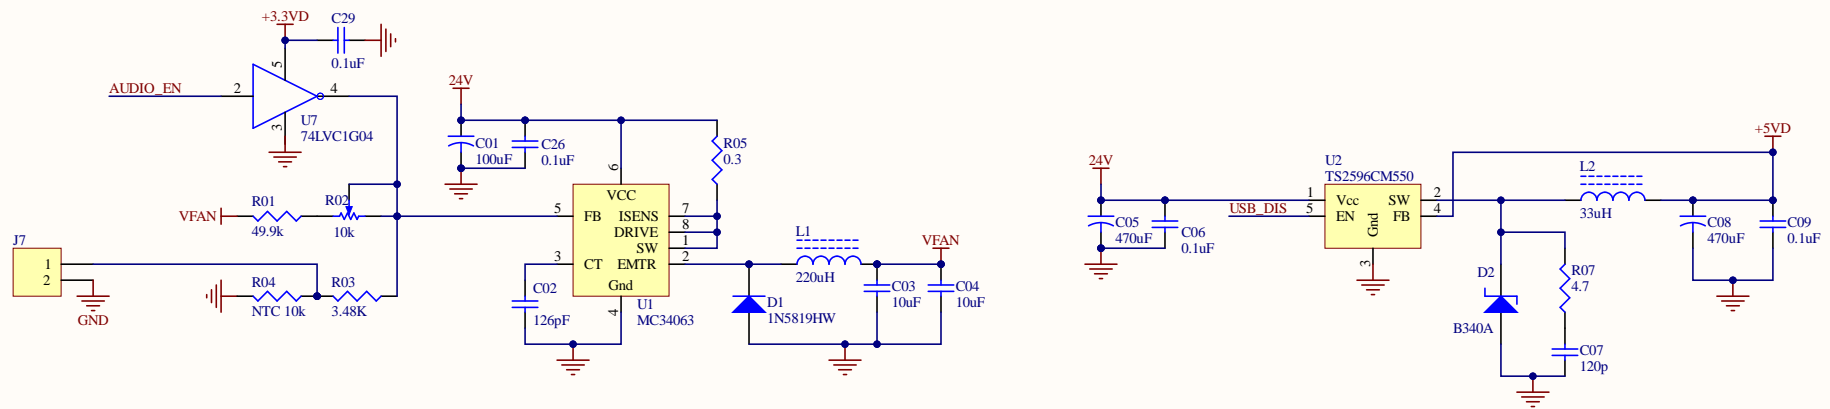 +3.3VD
C29
0.1uF
AUDIO_EN
2
5
4
3
U7
74LVC1G04
24V
C01
100uF
C26
0.1uF
R05
0.3
VFAN
R01
49.9k
R02
10k
J7
1
2
GND
R04
NTC 10k
R03
3.48K
6
VCC
5
FB
ISENS
7
DRIVE
8
SW
1
3
CT
EMTR
2
Gnd
4
U1
MC34063
C02
126pF
L1
220uH
VFAN
D1
1N5819HW
C03
10uF
C04
10uF
24V
C05
470uF
C06
0.1uF
USB_DIS
U2
TS2596CM550
1
Vcc
SW
2
5
EN
FB
4
Gnd
3
L2
33uH
+5VD
C08
470uF
C09
0.1uF
D2
B340A
R07
4.7
C07
120p